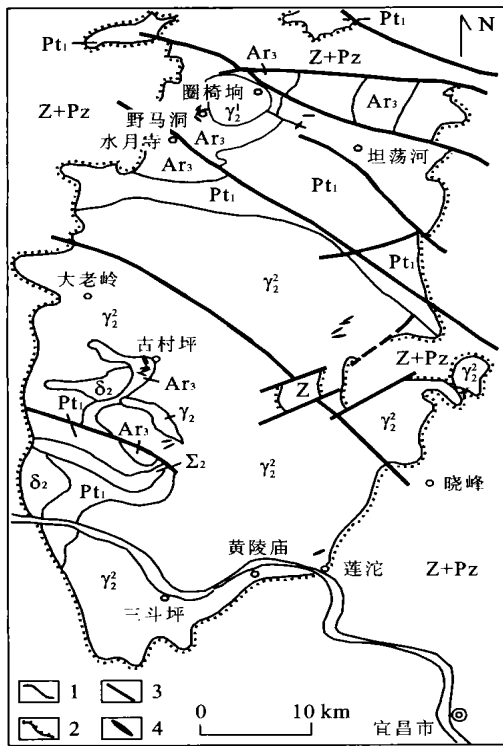 Pt₁
Pt₁
N
Ar₃
Z+Pz
圈椅埫
Z+Pz
γ₂¹
Ar₃
野马洞
水月寺
Ar₃
坦荡河
Ar₃
Pt₁
Pt₁
Pt₁
大老岭
γ₂²
γ₂²
古村坪
Z+Pz
γ₂²
δ₂
Ar₃
Z
Pt₁
γ₂
γ₂²
Ar₃
γ₂²
Σ₂
δ₂
Pt₁
晓峰
黄陵庙
莲沱
Z+Pz
γ₂²
三斗坪
1
3
0
10 km
2
4
宜昌市